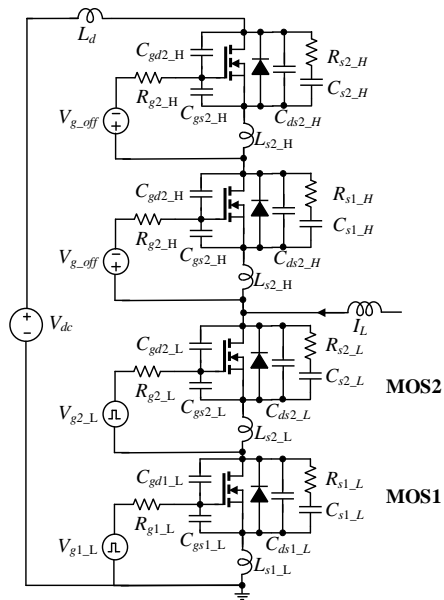 L_d
C_gd2_H
R_s2_H
R_g2_H
C_s2_H
V_g_off
C_gs2_H
C_ds2_H
L_s2_H
C_gd2_H
R_s1_H
R_g2_H
C_s1_H
V_g_off
C_gs2_H
C_ds2_H
L_s2_H
V_dc
I_L
C_gd2_L
R_s2_L
R_g2_L
C_s2_L
MOS2
V_g2_L
C_gs2_L
C_ds2_L
L_s2_L
C_gd1_L
R_s1_L
R_g1_L
C_s1_L
MOS1
V_g1_L
C_gs1_L
C_ds1_L
L_s1_L